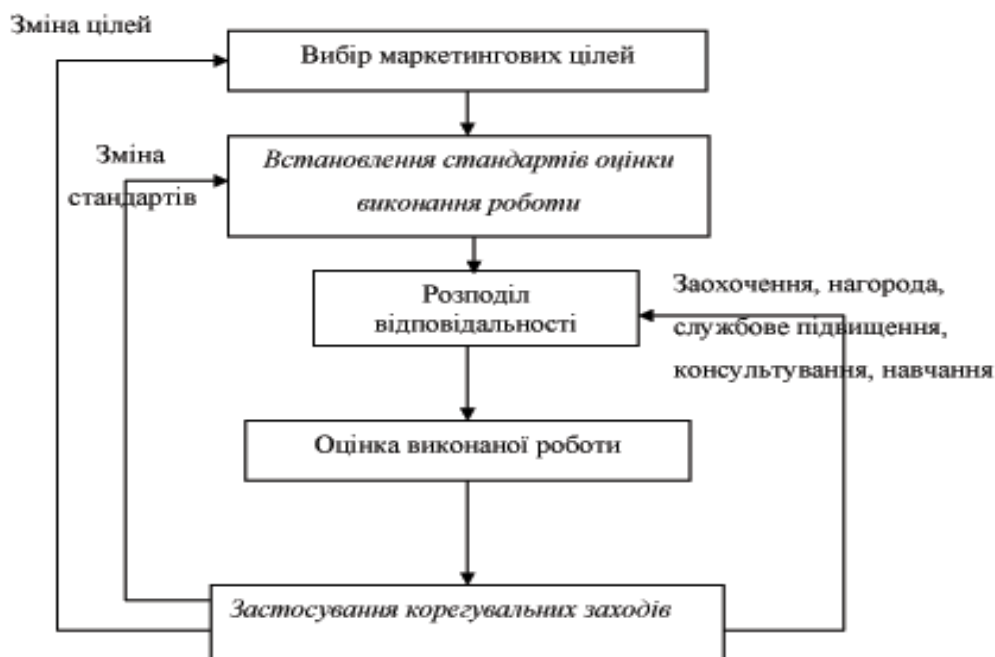 Зміна цілей
Вибір маркетингових цілей
Зміна
стандартів
Встановлення стандартів оцінки
виконання роботи
Розподіл
відповідальності
Заохочення, нагорода,
службове підвищення,
консультування, навчання
Оцінка виконаної роботи
Застосування корегувальних заходів